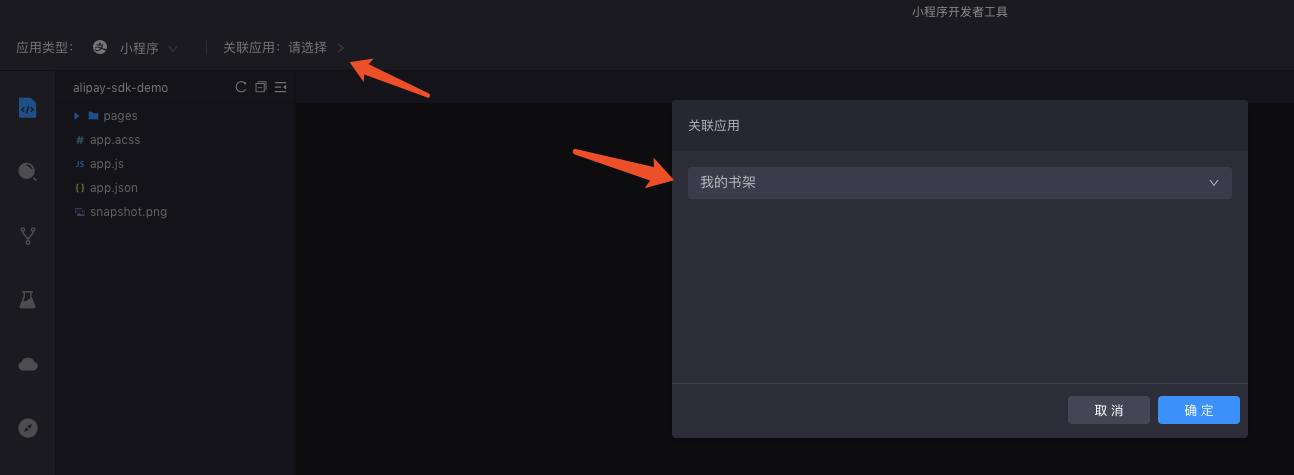 小程序开发者工具
应用类型： 小程序 关联应用：请选择
alipay-sdk-demo
pages
app.acss
JS app.js
{} app.json
snapshot.png
关联应用
我的书架
取 消 确 定